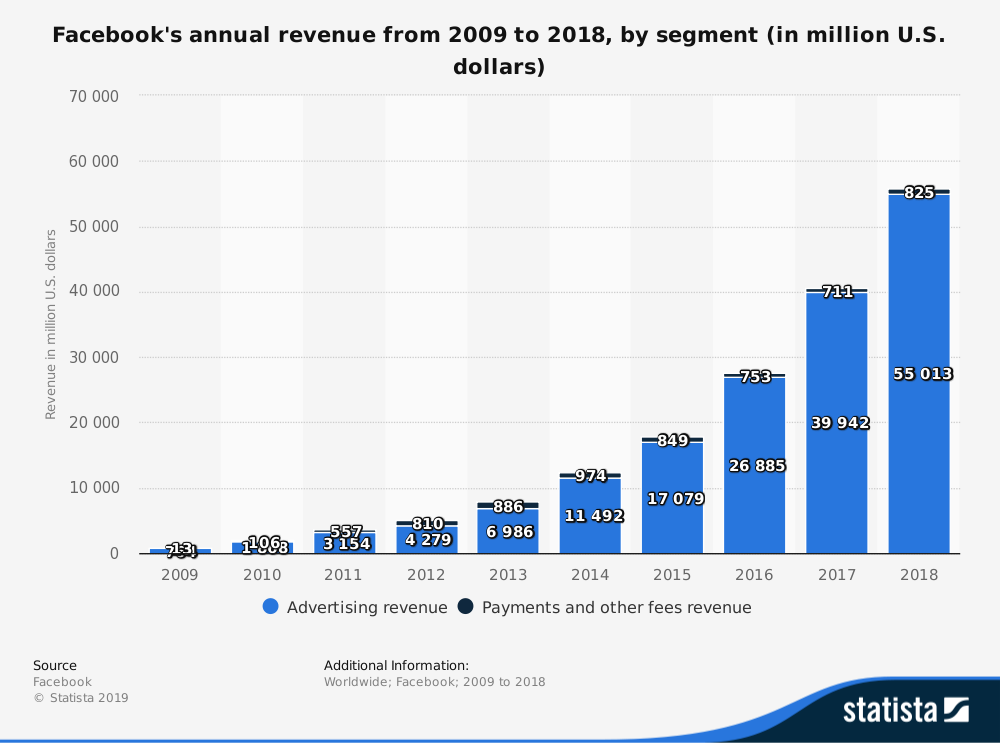 Facebook's annual revenue from 2009 to 2018, by segment (in million U.S.
dollars)
Revenue in million U.S. dollars
70 000
60 000
50 000
40 000
30 000
20 000
10 000
0
825
55 013
711
39 942
753
26 885
849
17 079
974
11 492
886
6 986
810
4 279
557
3 154
106
13
2009 2010 2011 2012 2013 2014 2015 2016 2017 2018
Advertising revenue Payments and other fees revenue
Source
Facebook
© Statista 2019
Additional Information:
Worldwide; Facebook; 2009 to 2018
statista